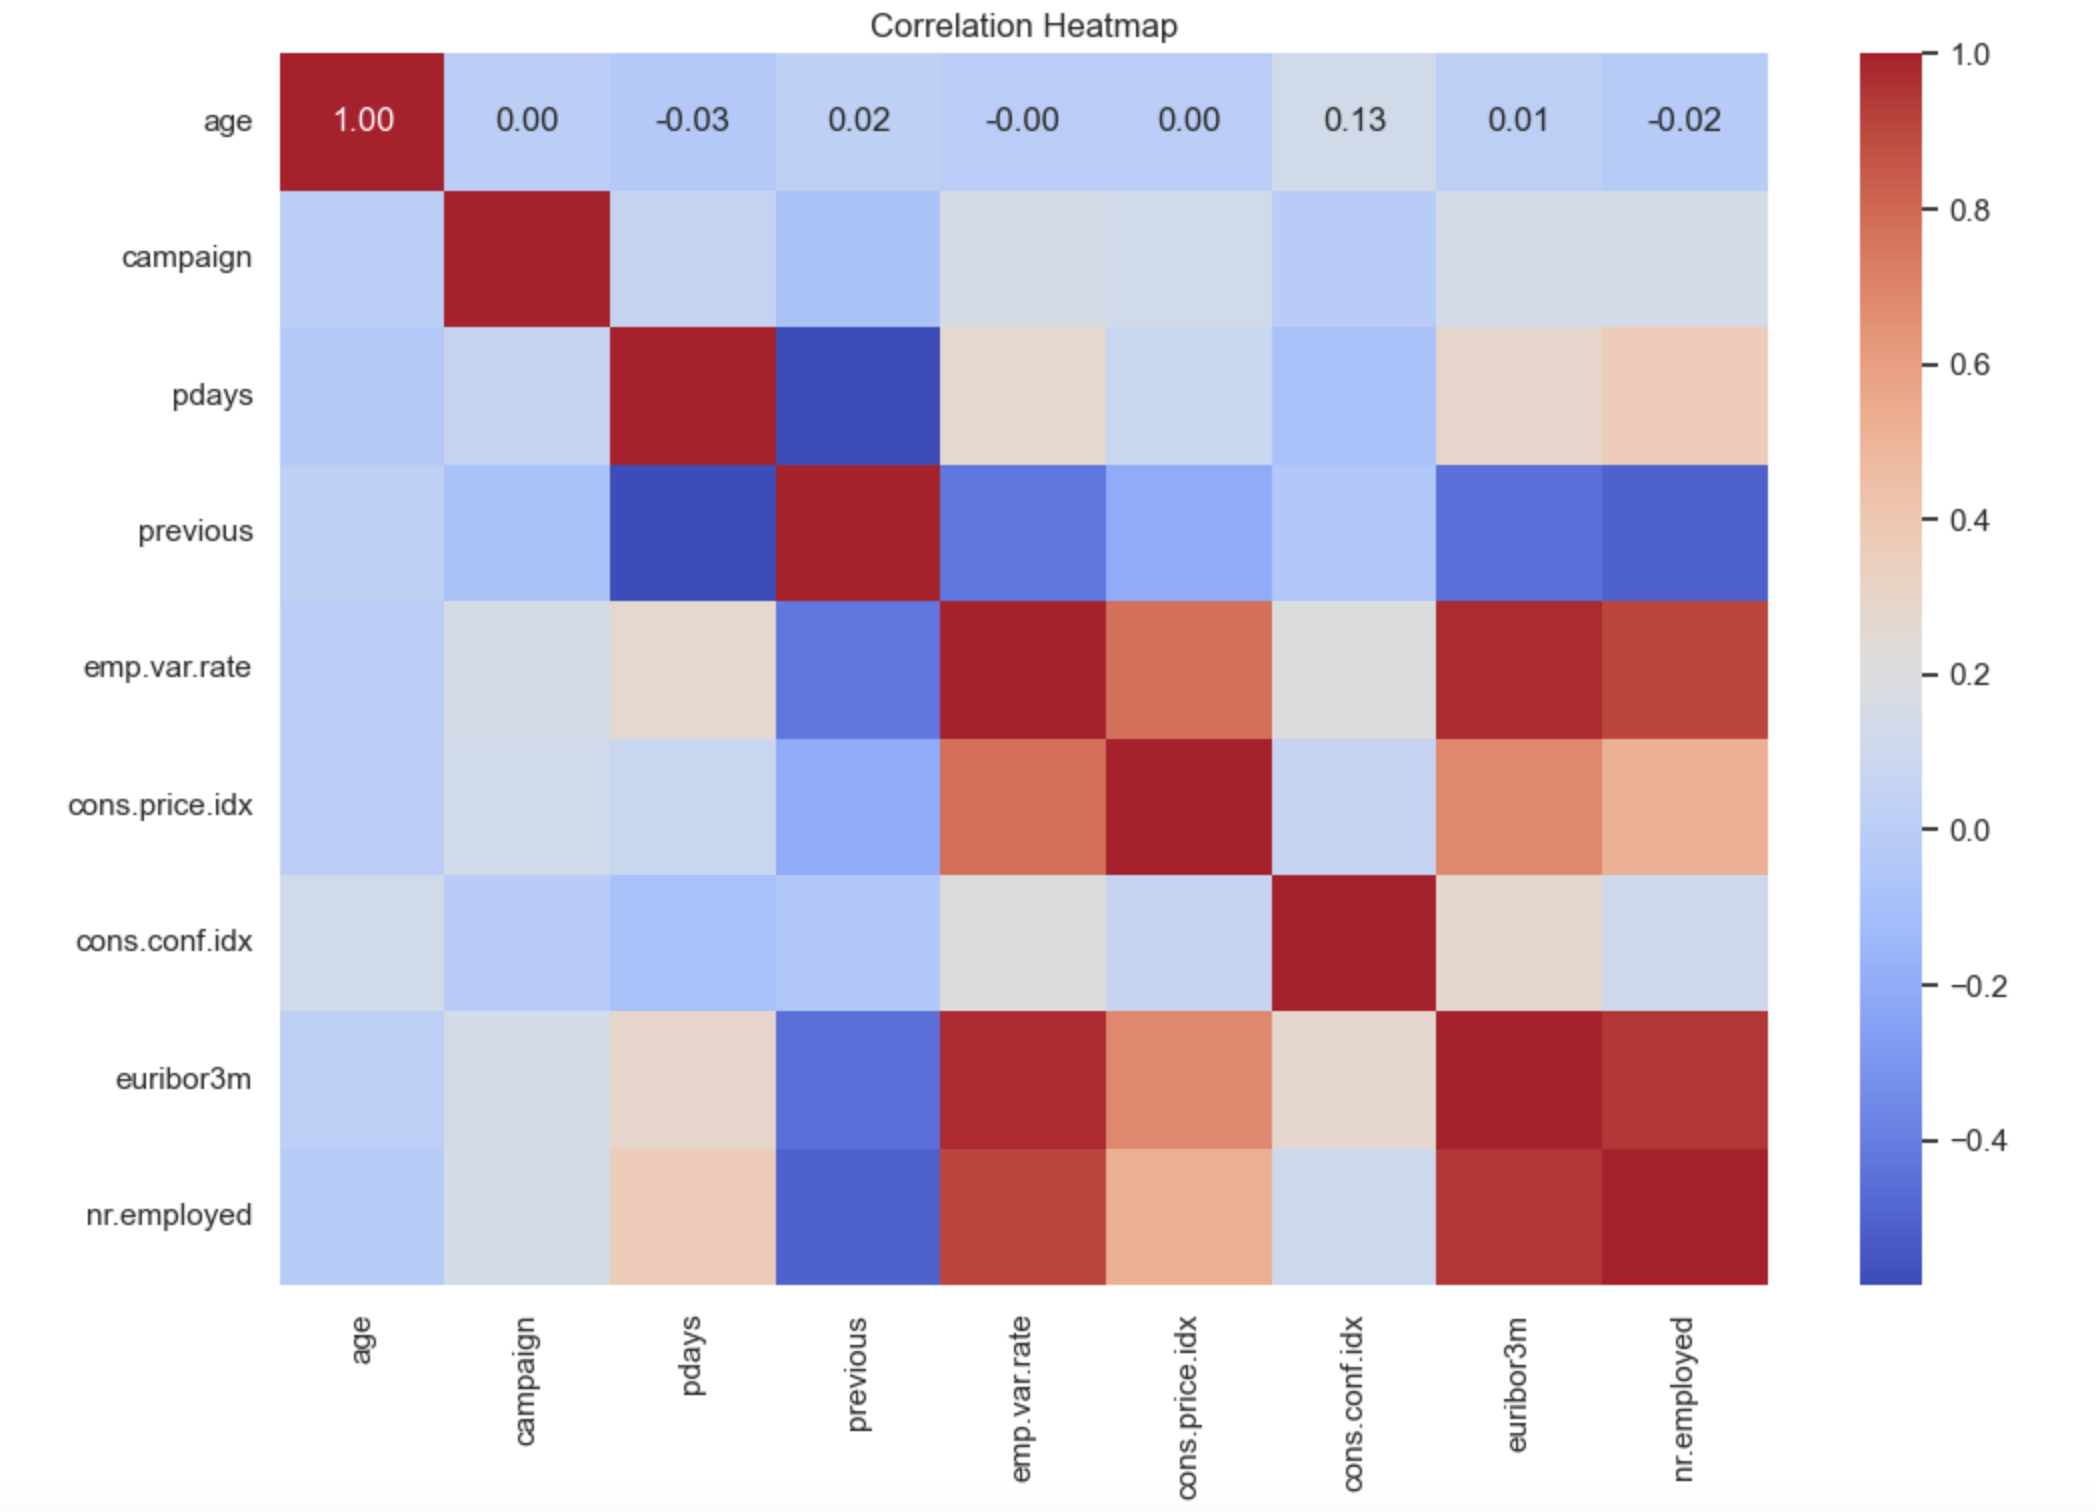 Correlation Heatmap
age
1.00 0.00 -0.03 0.02 -0.00 0.00 0.13 0.01 -0.02
campaign
pdays
previous
emp.var.rate
cons.price.idx
cons.conf.idx
euribor3m
nr.employed
age
campaign
pdays
previous
emp.var.rate
cons.price.idx
cons.conf.idx
euribor3m
nr.employed
1.0
0.8
0.6
0.4
0.2
0.0
−0.2
−0.4